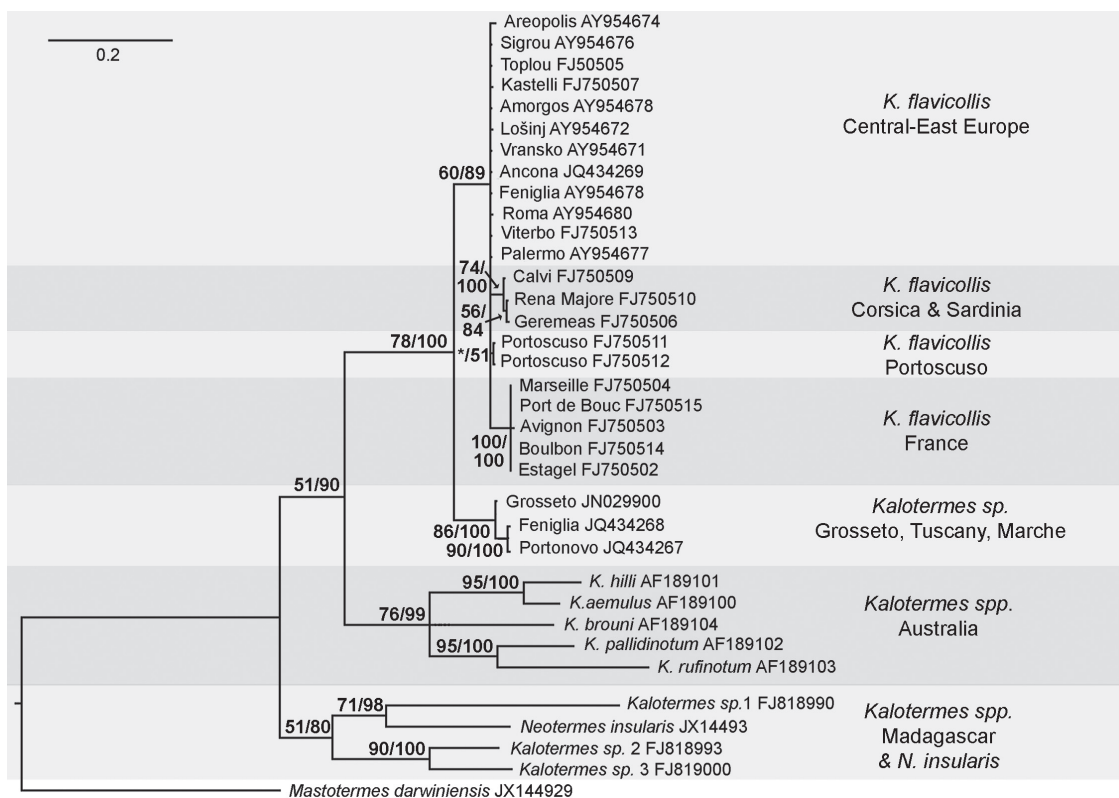 0.2
Areopolis AY954674
Sigrou AY954676
Toplou FJ50505
Kastelli FJ750507
Amorgos AY954678
Lošinj AY954672
Vransko AY954671
Ancona JQ434269
Feniglia AY954678
Roma AY954680
Viterbo FJ750513
Palermo AY954677
K. flavicollis
Central-East Europe
60/89
Calvi FJ750509
Rena Majore FJ750510
Geremeas FJ750506
74/
100
56/
84
K. flavicollis
Corsica & Sardinia
78/100
*/51
Portoscuso FJ750511
Portoscuso FJ750512
K. flavicollis
Portoscuso
Marseille FJ750504
Port de Bouc FJ750515
Avignon FJ750503
Boulbon FJ750514
Estagel FJ750502
100/
100
K. flavicollis
France
51/90
Grosseto JN029900
Feniglia JQ434268
Portonovo JQ434267
86/100
90/100
Kalotermes sp.
Grosseto, Tuscany, Marche
95/100
76/99
95/100
K. hilli AF189101
K.aemulus AF189100
K. brouni AF189104
K. pallidinotum AF189102
K. rufinotum AF189103
Kalotermes spp.
Australia
71/98
51/80
90/100
Kalotermes sp.1 FJ818990
Neotermes insularis JX14493
Kalotermes sp. 2 FJ818993
Kalotermes sp. 3 FJ819000
Kalotermes spp.
Madagascar
& N. insularis
Mastotermes darwiniensis JX144929